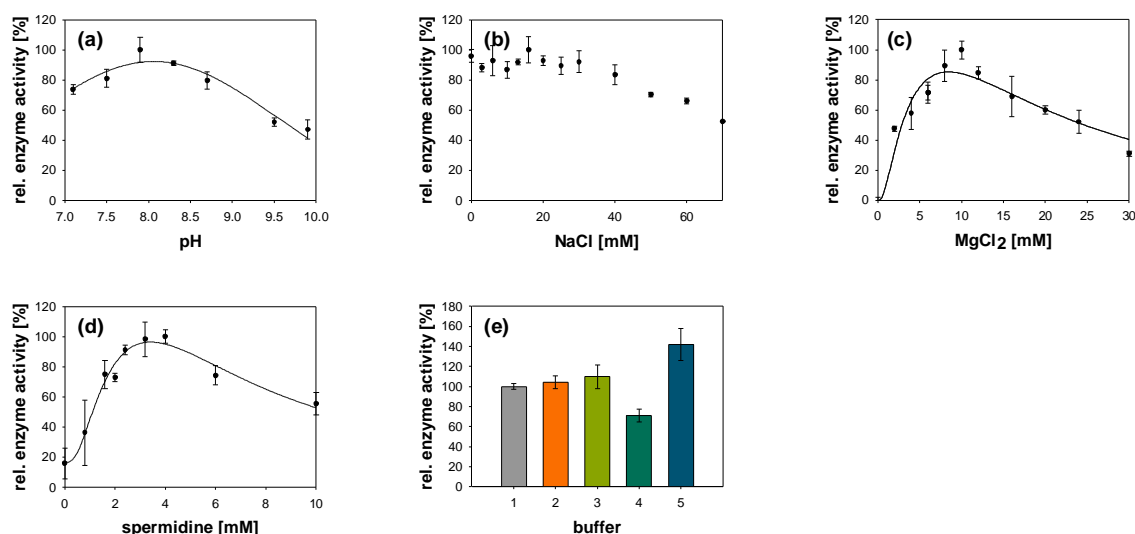 (a)
rel. enzyme activity [%]
120
100
80
60
40
20
0
7.0 7.5 8.0 8.5 9.0 9.5 10.0
pH
(b)
rel. enzyme activity [%]
120
100
80
60
40
20
0
0 20 40 60
NaCl [mM]
(c)
rel. enzyme activity [%]
120
100
80
60
40
20
0
0 5 10 15 20 25 30
MgCl2 [mM]
(d)
rel. enzyme activity [%]
120
100
80
60
40
20
0
0 2 4 6 8 10
spermidine [mM]
(e)
rel. enzyme activity [%]
180
160
140
120
100
80
60
40
20
0
1 2 3 4 5
buffer